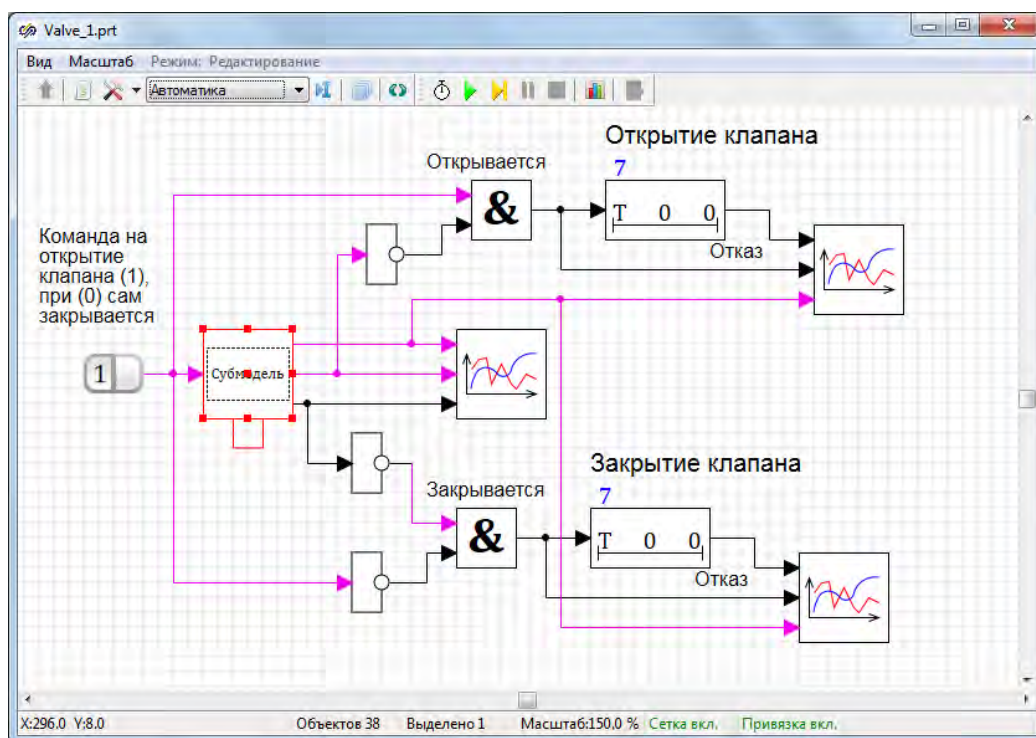 Valve_1.prt
Вид Масштаб Режим: Редактирование
Автоматика
Открытие клапана
Открывается
7
&
T 0 0
Отказ
Команда на
открытие
клапана (1),
при (0) сам
закрывается
1
Субмодель
Закрытие клапана
Закрывается
7
&
T 0 0
Отказ
X:296.0 Y:8.0 Объектов 38 Выделено 1 Масштаб:150,0 % Сетка вкл. Привязка вкл.